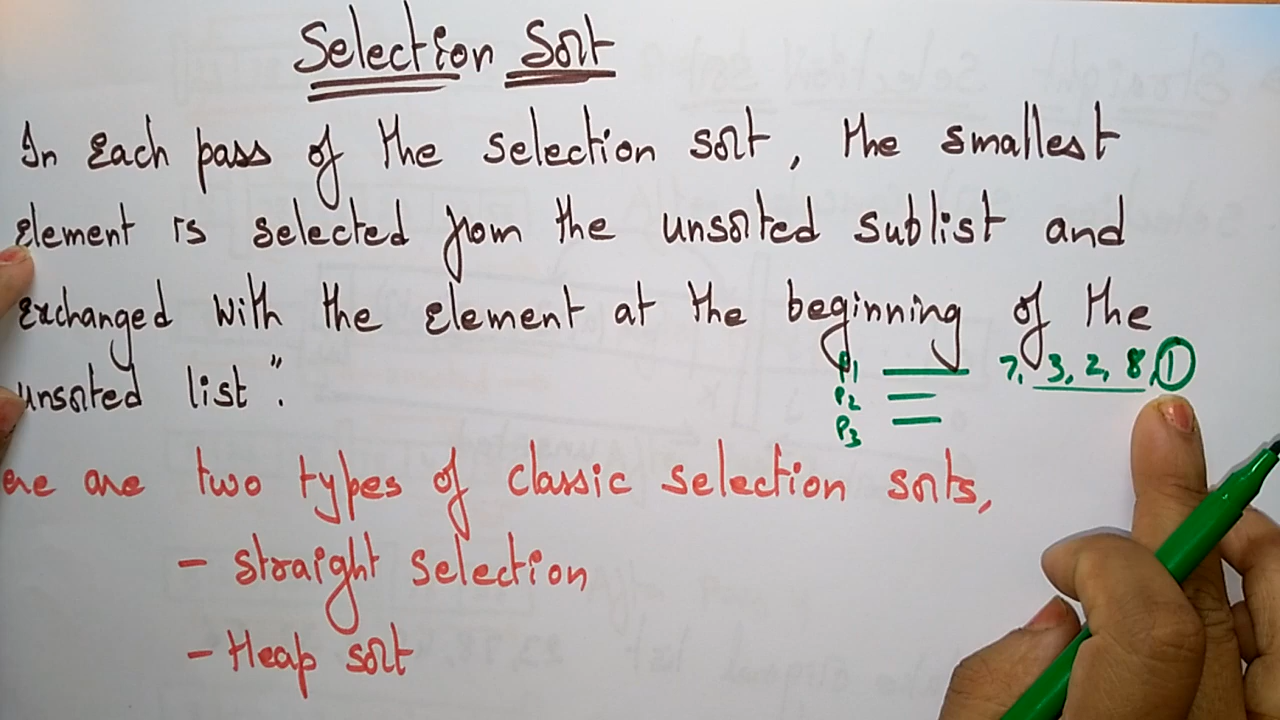 Selection Sort
In Each pass of the selection sort, the smallest
Element is selected from the unsorted sublist and
Exchanged with the Element at the beginning of the
unsorted list".
P1 7, 3, 2, 8, 1
P2
P3
ere are two types of classic selection sorts,
- straight selection
- Heap sort